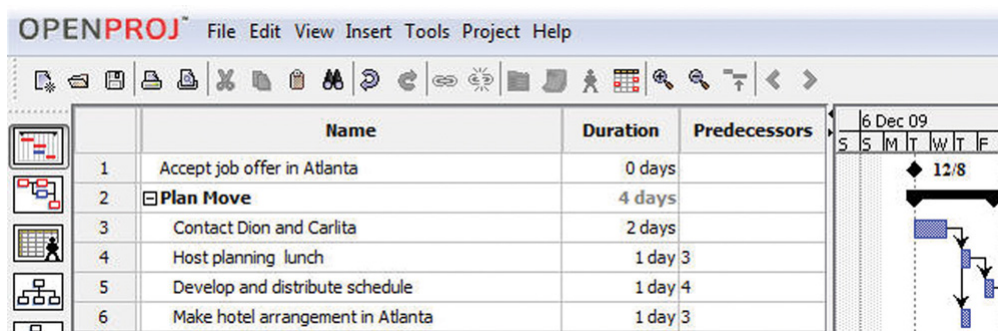 OPENPROJ™ File Edit View Insert Tools Project Help
Name Duration Predecessors 6 Dec 09
S S M T W T F
1 Accept job offer in Atlanta 0 days 12/8
2 Plan Move 4 days
3 Contact Dion and Carlita 2 days
4 Host planning lunch 1 day 3
5 Develop and distribute schedule 1 day 4
6 Make hotel arrangement in Atlanta 1 day 3